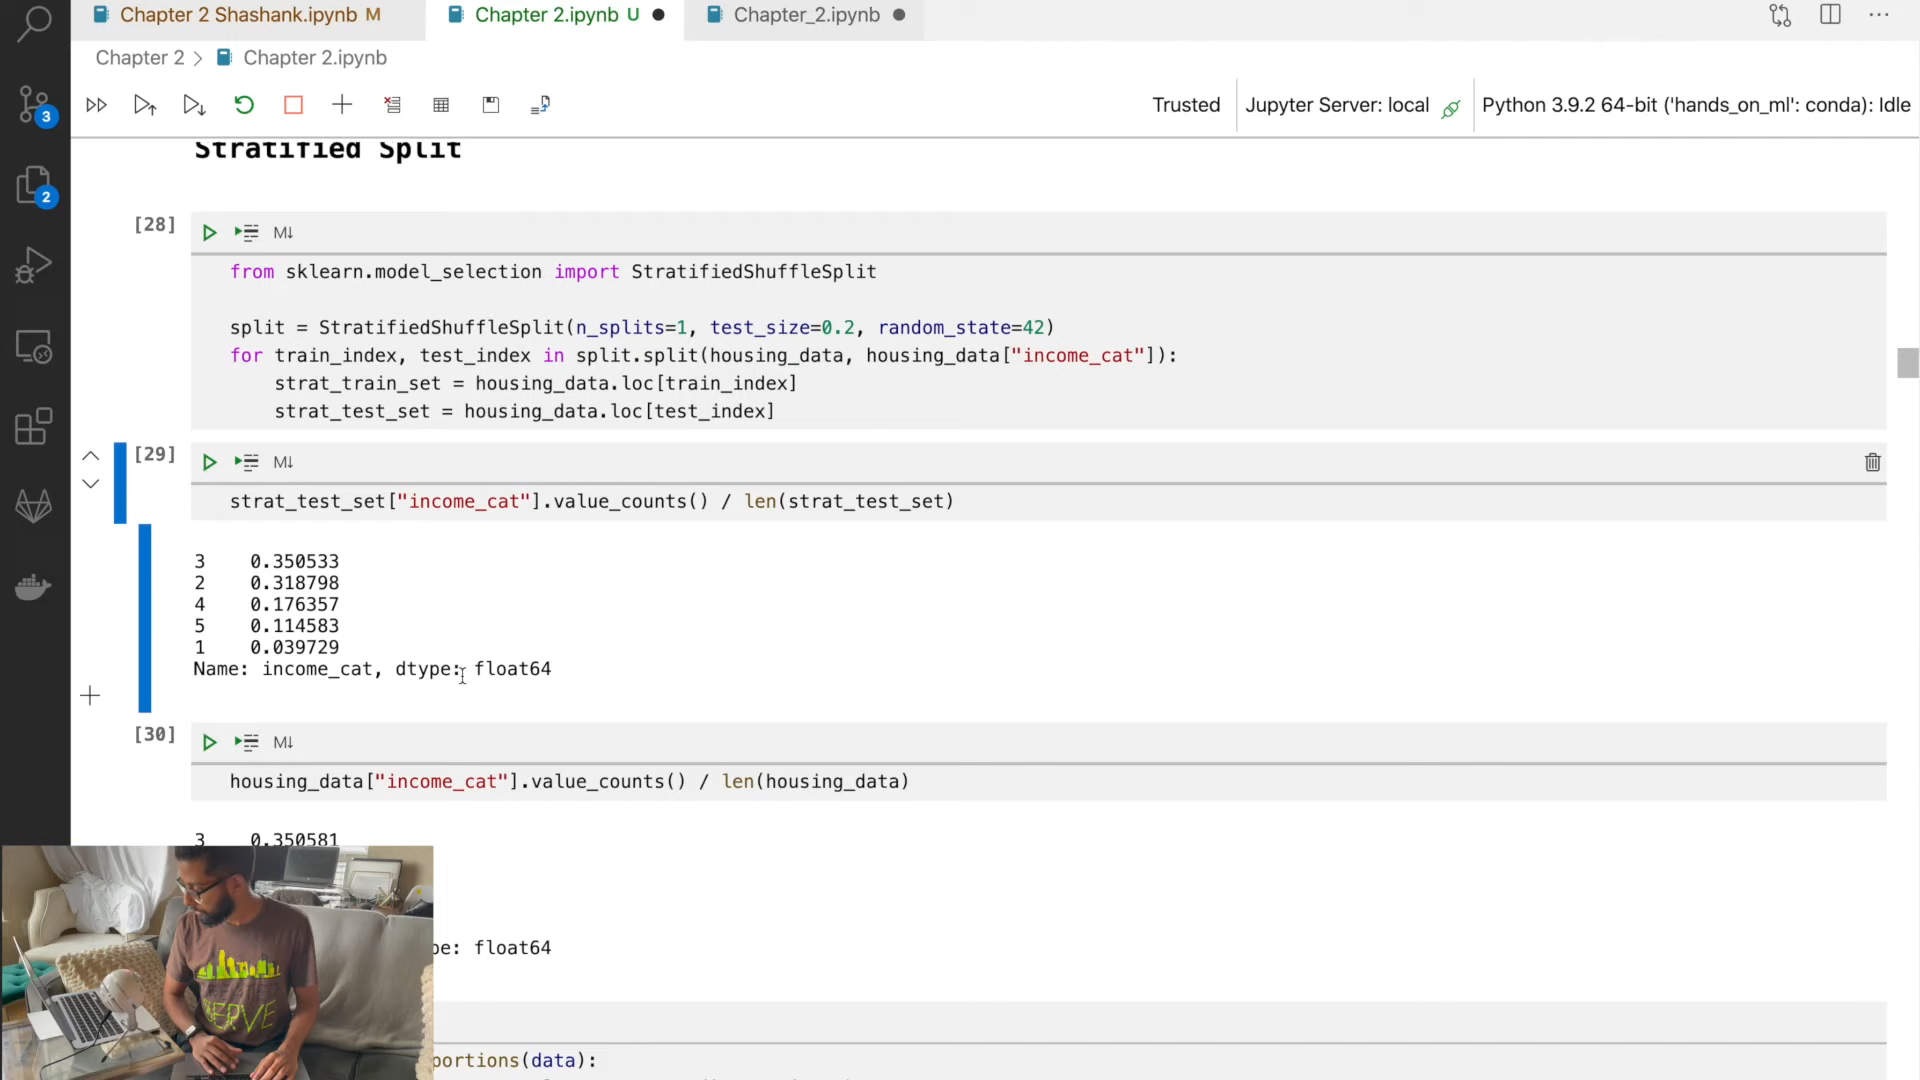 Chapter 2 Shashank.ipynb M
Chapter 2.ipynb U
Chapter_2.ipynb
Chapter 2 > Chapter 2.ipynb
Trusted
Jupyter Server: local
Python 3.9.2 64-bit ('hands_on_ml': conda): Idle
3
2
Stratified Split
[28]
M↓
from sklearn.model_selection import StratifiedShuffleSplit
split = StratifiedShuffleSplit(n_splits=1, test_size=0.2, random_state=42)
for train_index, test_index in split.split(housing_data, housing_data["income_cat"]):
    strat_train_set = housing_data.loc[train_index]
    strat_test_set = housing_data.loc[test_index]
[29]
M↓
strat_test_set["income_cat"].value_counts() / len(strat_test_set)
3    0.350533
2    0.318798
4    0.176357
5    0.114583
1    0.039729
Name: income_cat, dtype: float64
[30]
M↓
housing_data["income_cat"].value_counts() / len(housing_data)
3    0.350581
pe: float64
portions(data):
SERVE